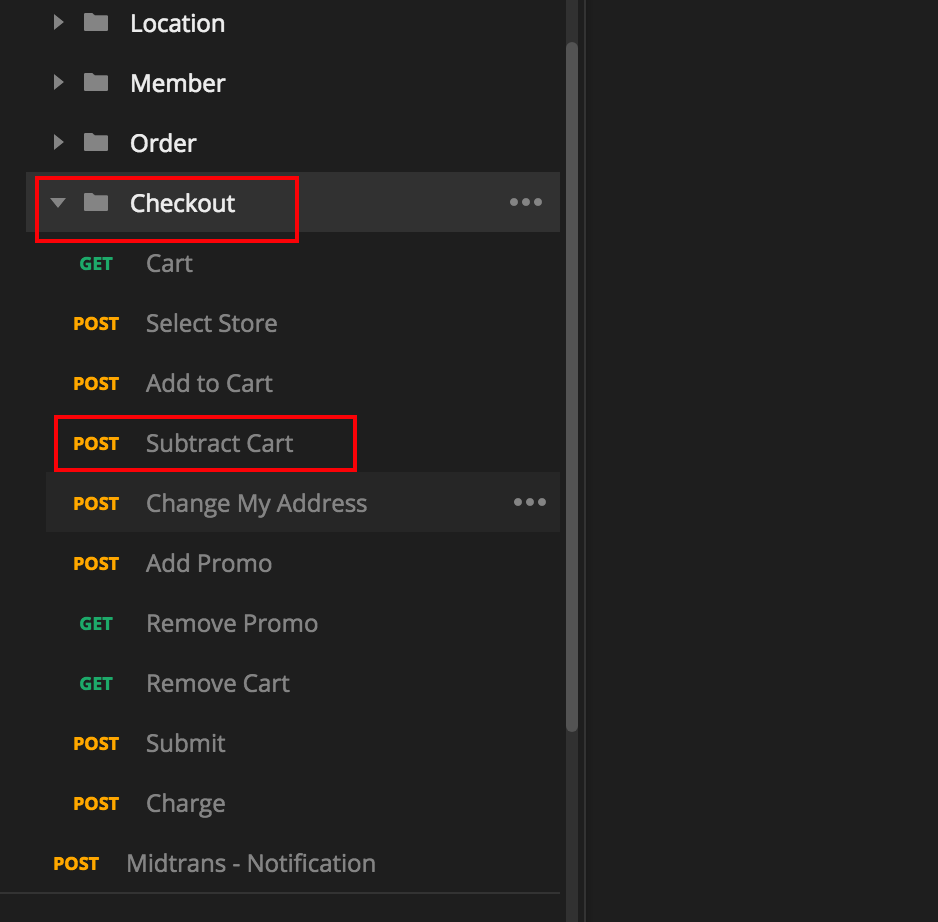 Location
Member
Order
Checkout
GET Cart
POST Select Store
POST Add to Cart
POST Subtract Cart
POST Change My Address
POST Add Promo
GET Remove Promo
GET Remove Cart
POST Submit
POST Charge
POST Midtrans - Notification